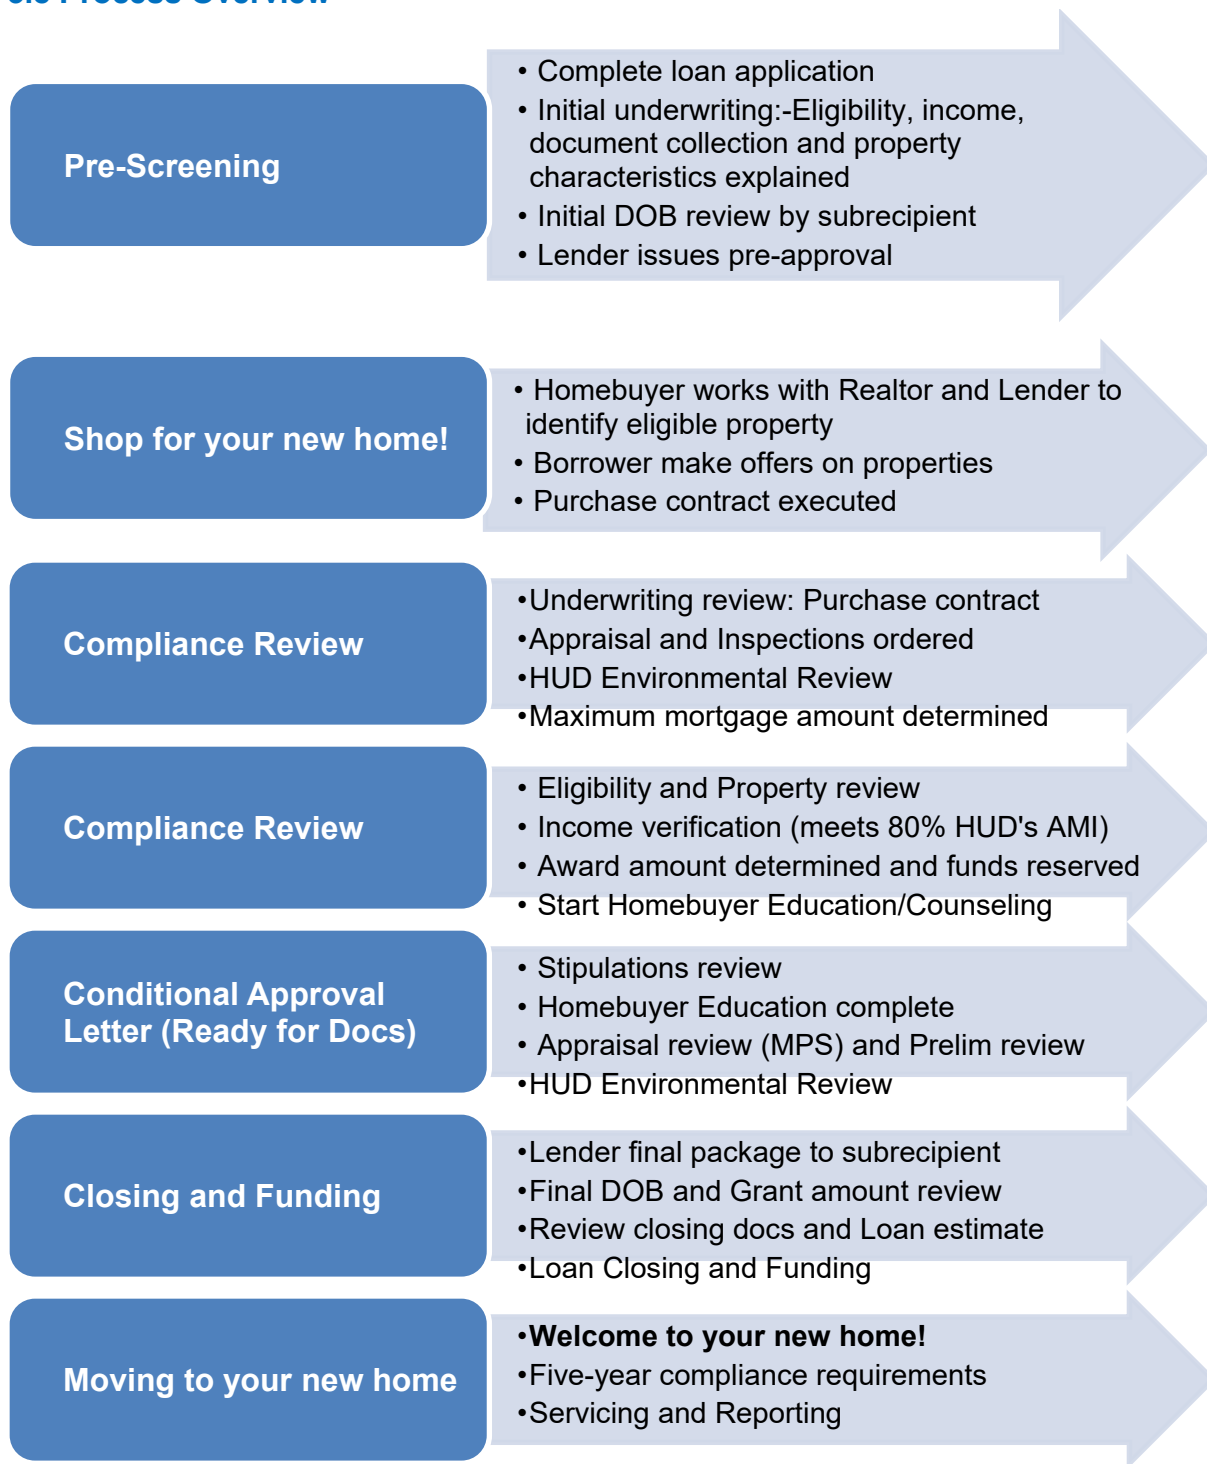 Process Overview
Pre-Screening
• Complete loan application
• Initial underwriting:-Eligibility, income,
document collection and property
characteristics explained
• Initial DOB review by subrecipient
• Lender issues pre-approval
Shop for your new home!
• Homebuyer works with Realtor and Lender to
identify eligible property
• Borrower make offers on properties
• Purchase contract executed
Compliance Review
•Underwriting review: Purchase contract
•Appraisal and Inspections ordered
•HUD Environmental Review
•Maximum mortgage amount determined
Compliance Review
• Eligibility and Property review
• Income verification (meets 80% HUD's AMI)
• Award amount determined and funds reserved
• Start Homebuyer Education/Counseling
Conditional Approval
Letter (Ready for Docs)
• Stipulations review
• Homebuyer Education complete
• Appraisal review (MPS) and Prelim review
•HUD Environmental Review
Closing and Funding
•Lender final package to subrecipient
•Final DOB and Grant amount review
•Review closing docs and Loan estimate
•Loan Closing and Funding
Moving to your new home
•Welcome to your new home!
•Five-year compliance requirements
•Servicing and Reporting